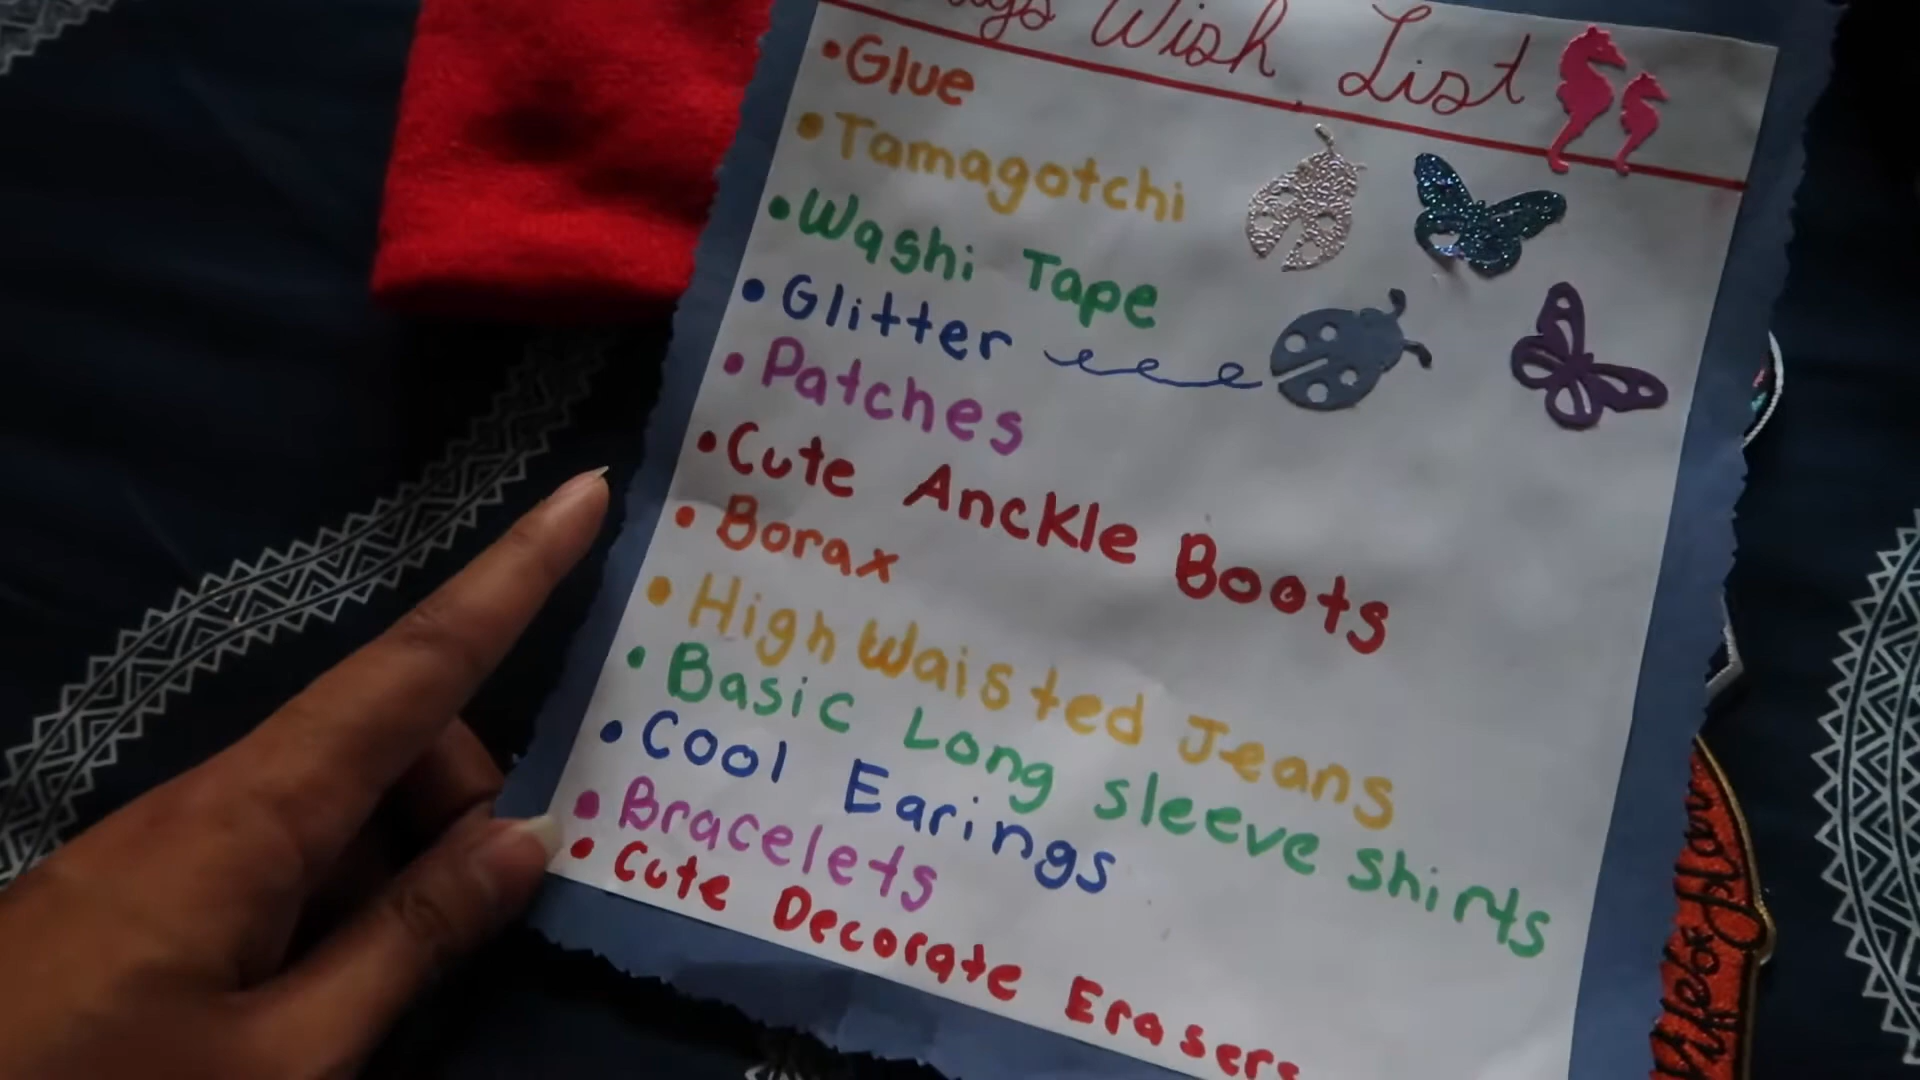 Wish List
•Glue
•Tamagotchi
•Washi Tape
•Glitter
•Patches
•Cute Anckle Boots
•Borax
•High Waisted Jeans
•Basic Long sleeve shirts
•Cool Earings
•Bracelets
•Cute Decorate Erasers